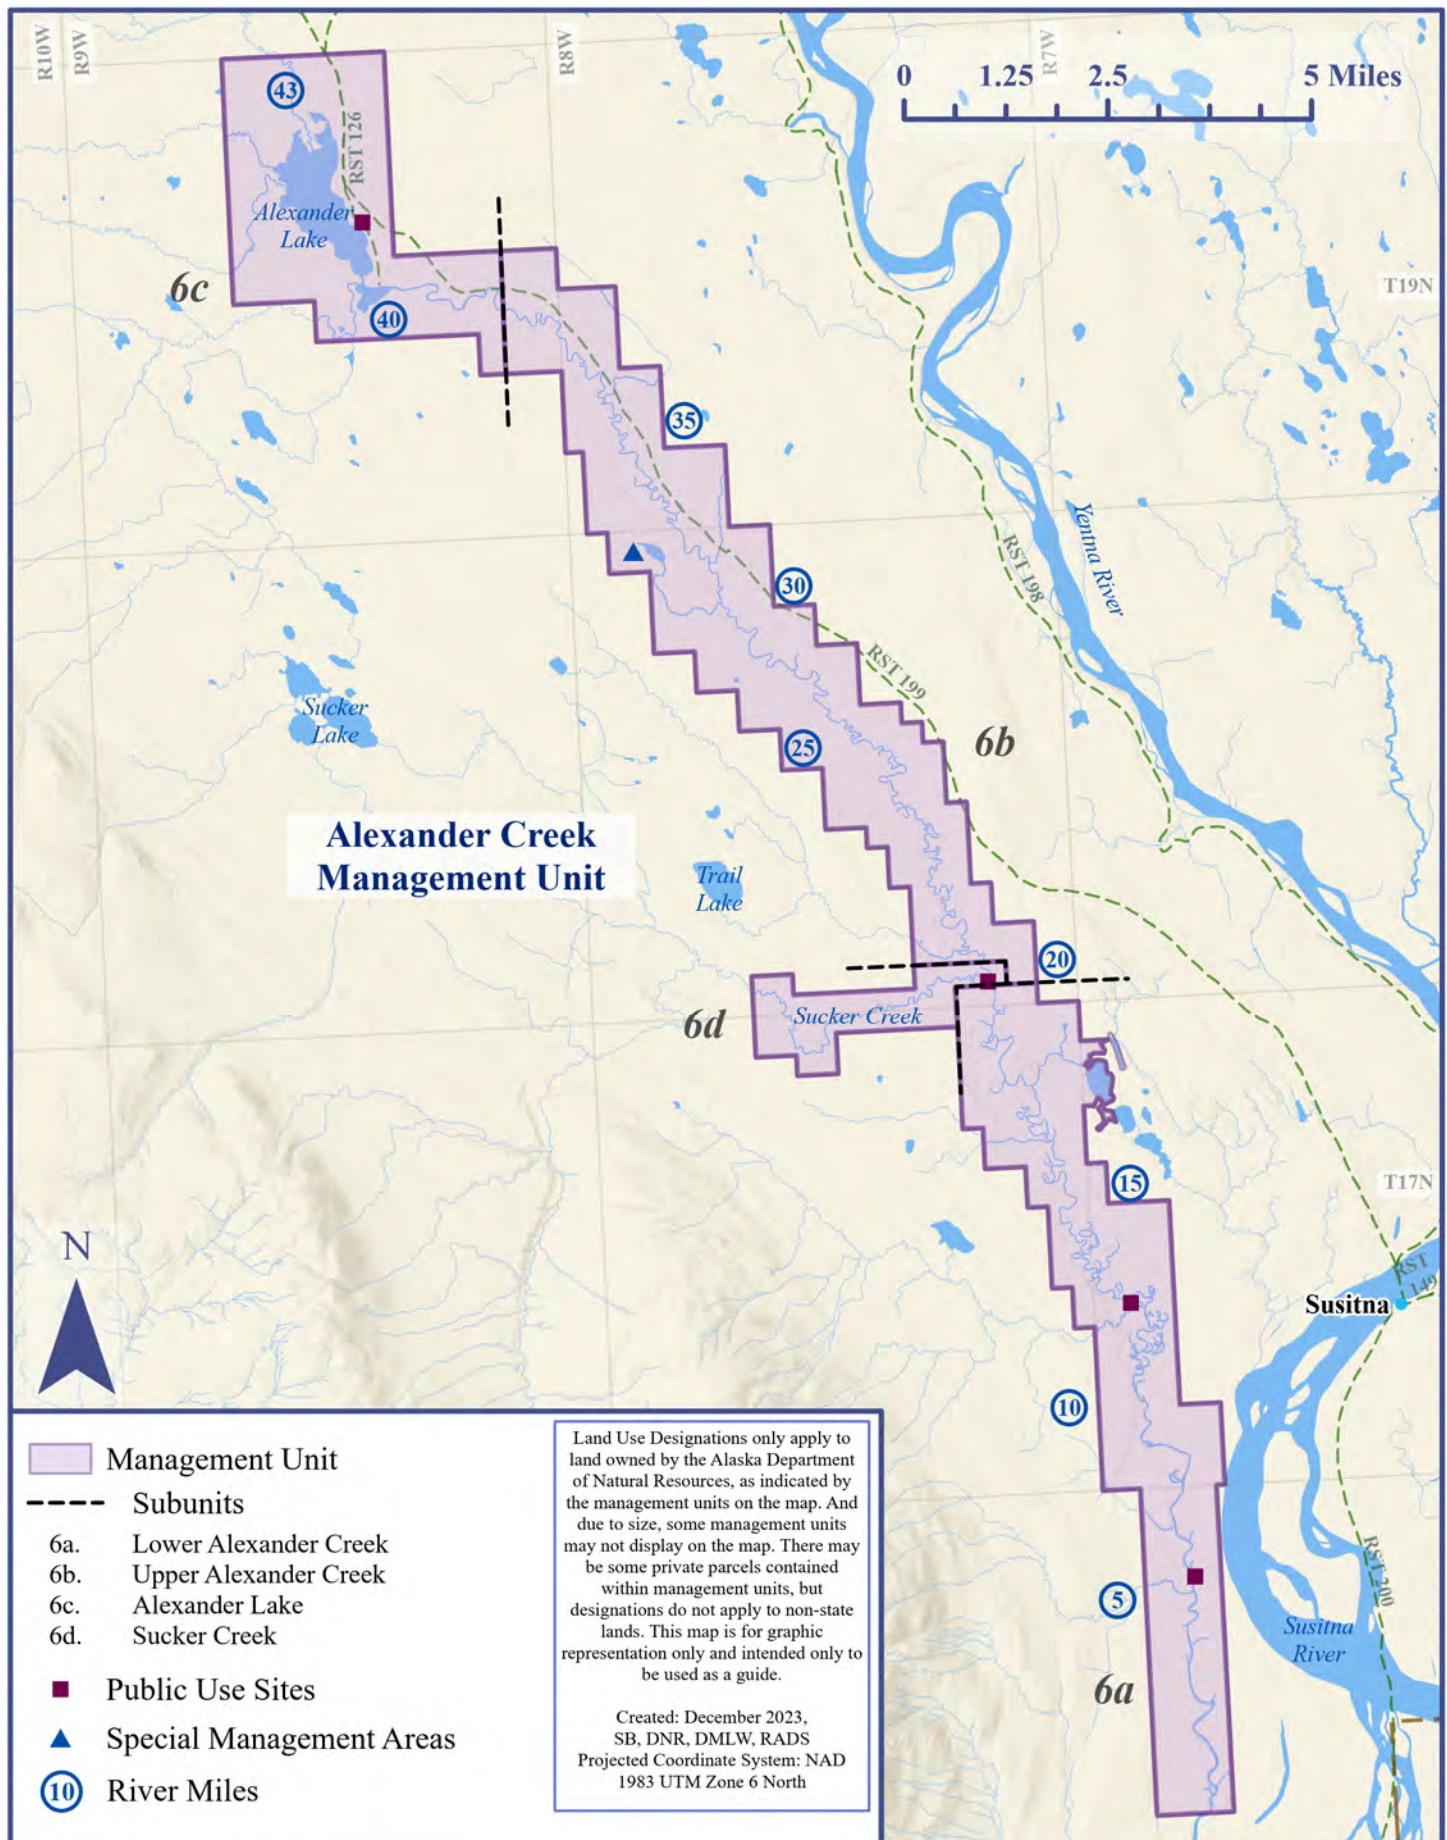 R10W
R9W
R8W
R7W
0 1.25 2.5 5 Miles
43
RST 126
Alexander
Lake
6c
40
T19N
35
Yentna River
RST 198
30
RST 199
Sucker
Lake
25
6b
Alexander Creek
Management Unit
Trail
Lake
20
6d
Sucker Creek
15
T17N
N
RST
149
Susitna
10
RST 200
5
Susitna
River
6a
Management Unit
Subunits
6a. Lower Alexander Creek
6b. Upper Alexander Creek
6c. Alexander Lake
6d. Sucker Creek
Public Use Sites
Special Management Areas
10 River Miles
Land Use Designations only apply to
land owned by the Alaska Department
of Natural Resources, as indicated by
the management units on the map. And
due to size, some management units
may not display on the map. There may
be some private parcels contained
within management units, but
designations do not apply to non-state
lands. This map is for graphic
representation only and intended only to
be used as a guide.
Created: December 2023,
SB, DNR, DMLW, RADS
Projected Coordinate System: NAD
1983 UTM Zone 6 North